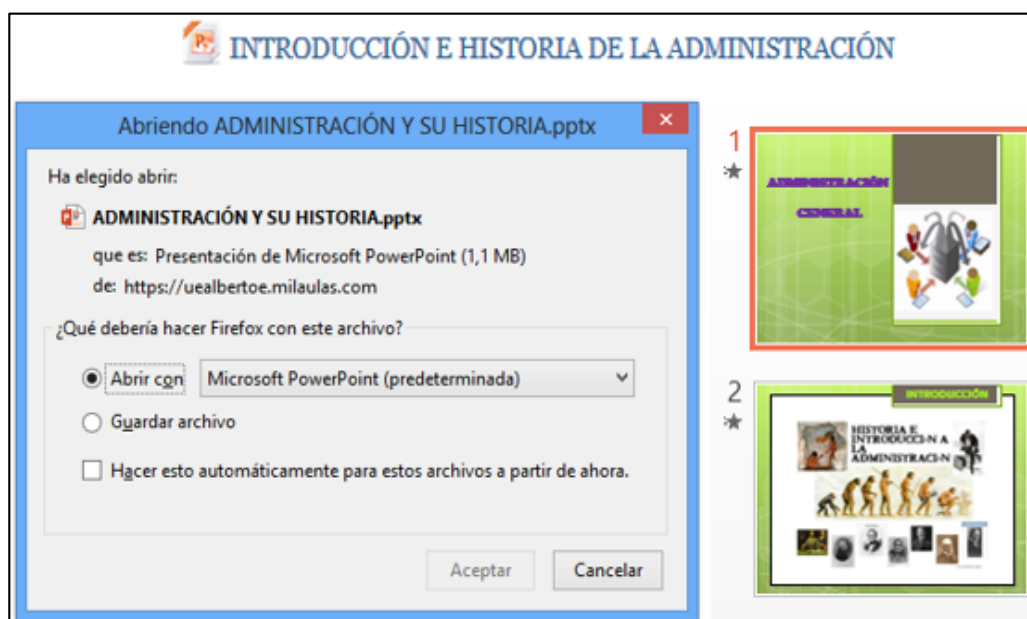 INTRODUCCIÓN E HISTORIA DE LA ADMINISTRACIÓN
Abriendo ADMINISTRACIÓN Y SU HISTORIA.pptx
Ha elegido abrir:
ADMINISTRACIÓN Y SU HISTORIA.pptx
que es: Presentación de Microsoft PowerPoint (1,1 MB)
de: https://uealbertoe.milaulas.com
¿Qué debería hacer Firefox con este archivo?
Abrir con Microsoft PowerPoint (predeterminada)
Guardar archivo
Hacer esto automáticamente para estos archivos a partir de ahora.
Aceptar Cancelar
1
ADMINISTRACIÓN
GENERAL
2
INTRODUCCIÓN
HISTORIA E
INTRODUCCI-N A
LA
ADMINISTRACI-N